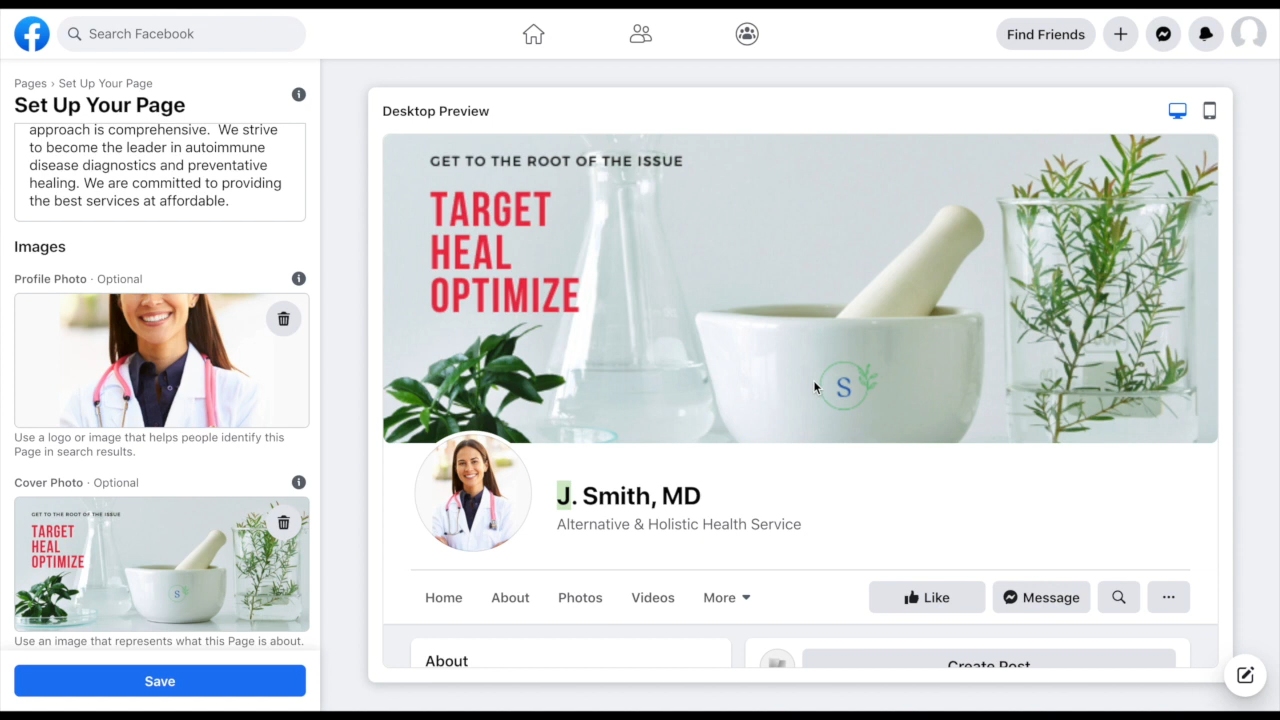 Search Facebook
Find Friends
Pages › Set Up Your Page
Set Up Your Page
approach is comprehensive. We strive
to become the leader in autoimmune
disease diagnostics and preventative
healing. We are committed to providing
the best services at affordable.
Images
Profile Photo · Optional
Use a logo or image that helps people identify this
Page in search results.
Cover Photo · Optional
GET TO THE ROOT OF THE ISSUE
TARGET
HEAL
OPTIMIZE
S
Use an image that represents what this Page is about.
Save
Desktop Preview
GET TO THE ROOT OF THE ISSUE
TARGET
HEAL
OPTIMIZE
S
J. Smith, MD
Alternative & Holistic Health Service
Home About Photos Videos More Like Message
About
Create Post